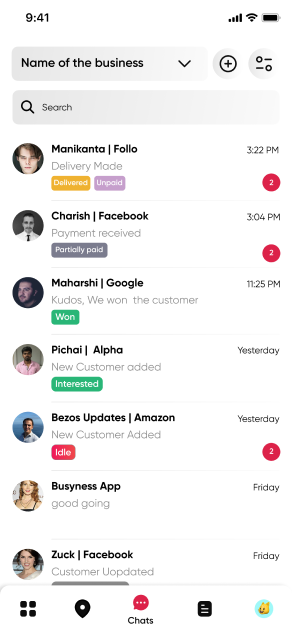 9:41
Name of the business
Search
Manikanta | Follo
3:22 PM
Delivery Made
Delivered Unpaid
2
Charish | Facebook
3:04 PM
Payment received
Partially paid
2
Maharshi | Google
11:25 PM
Kudos, We won the customer
Won
Pichai | Alpha
Yesterday
New Customer added
Interested
Bezos Updates | Amazon
Yesterday
New Customer Added
Idle
2
Busyness App
Friday
good going
Zuck | Facebook
Friday
Customer Uopdated
Chats